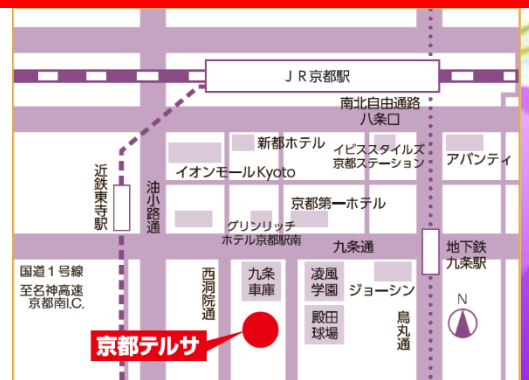 JR京都駅
南北自由通路
八条口
新都ホテル
イビススタイルズ
京都ステーション
アバンティ
イオンモールKyoto
近鉄東寺駅
油小路通
京都第一ホテル
グリンリッチ
ホテル京都駅南
九条通
地下鉄
九条駅
国道1号線
至名神高速
京都南I.C.
西洞院通
九条
車庫
凌風
学園
ジョーシン
殿田
球場
烏丸通
N
京都テルサ